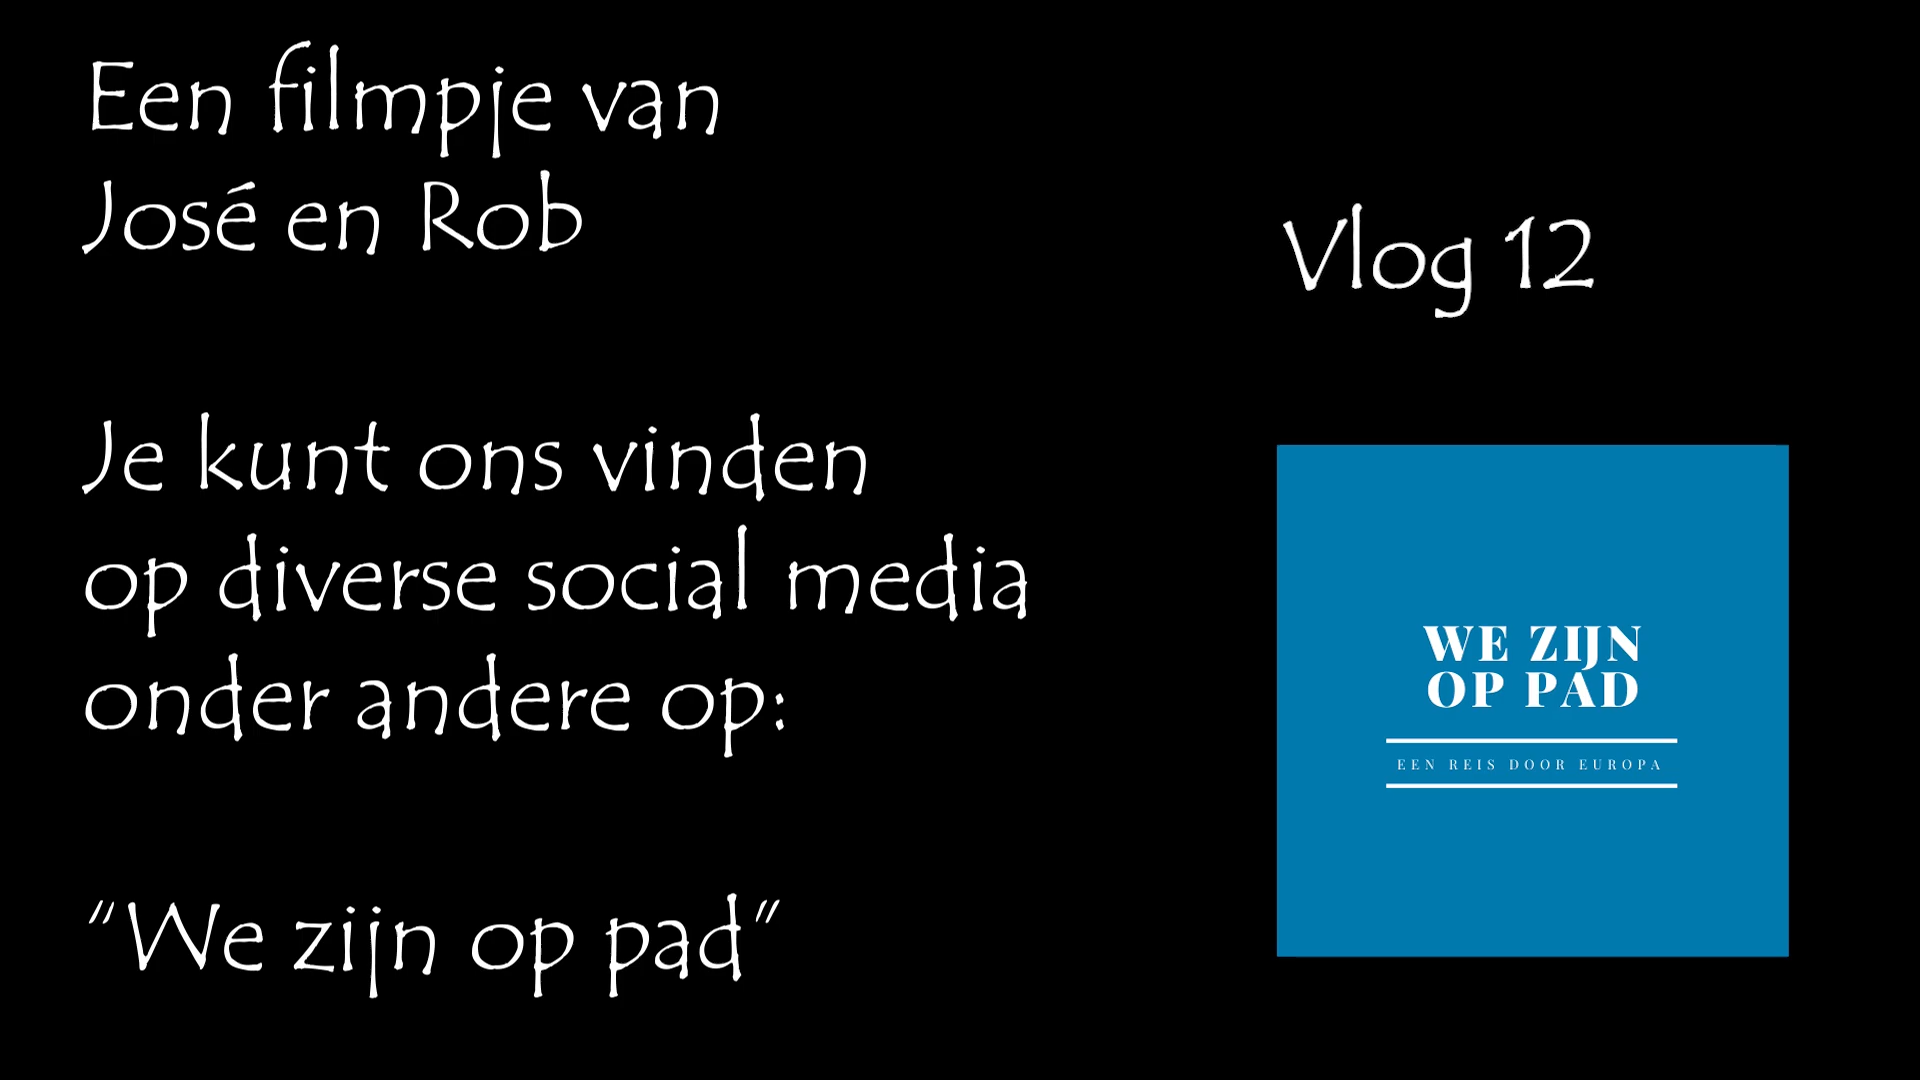 Een filmpje van
José en Rob
Je kunt ons vinden
op diverse social media
onder andere op:
“We zijn op pad”
Vlog 12
WE ZIJN
OP PAD
EEN REIS DOOR EUROPA